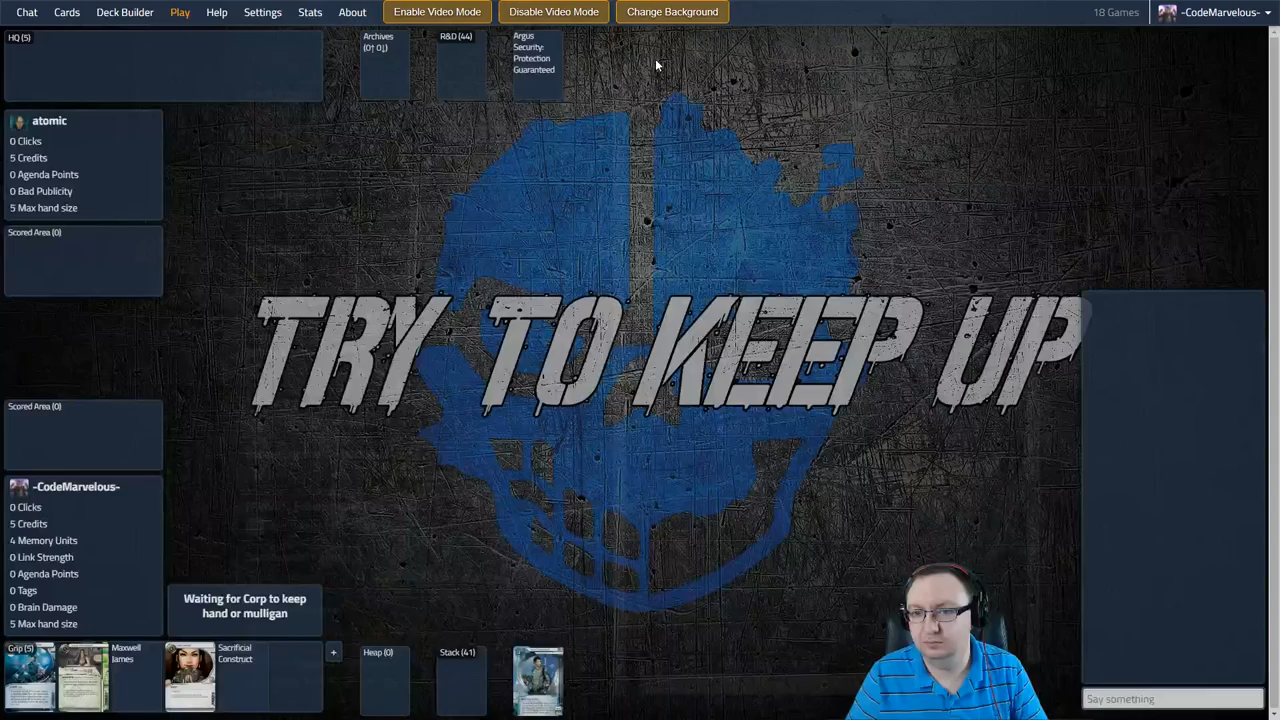 Chat Cards Deck Builder Play Help Settings Stats About Enable Video Mode Disable Video Mode Change Background 18 Games -CodeMarvelous-
HQ (5)
Archives
(0↑ 0↓)
R&D (44)
Argus
Security:
Protection
Guaranteed
atomic
0 Clicks
5 Credits
0 Agenda Points
0 Bad Publicity
5 Max hand size
Scored Area (0)
TRY TO KEEP UP
Scored Area (0)
-CodeMarvelous-
0 Clicks
5 Credits
4 Memory Units
0 Link Strength
0 Agenda Points
0 Tags
0 Brain Damage
5 Max hand size
Waiting for Corp to keep
hand or mulligan
Grip (5)
Maxwell
James
Sacrificial
Construct
+
Heap (0)
Stack (41)
Say something